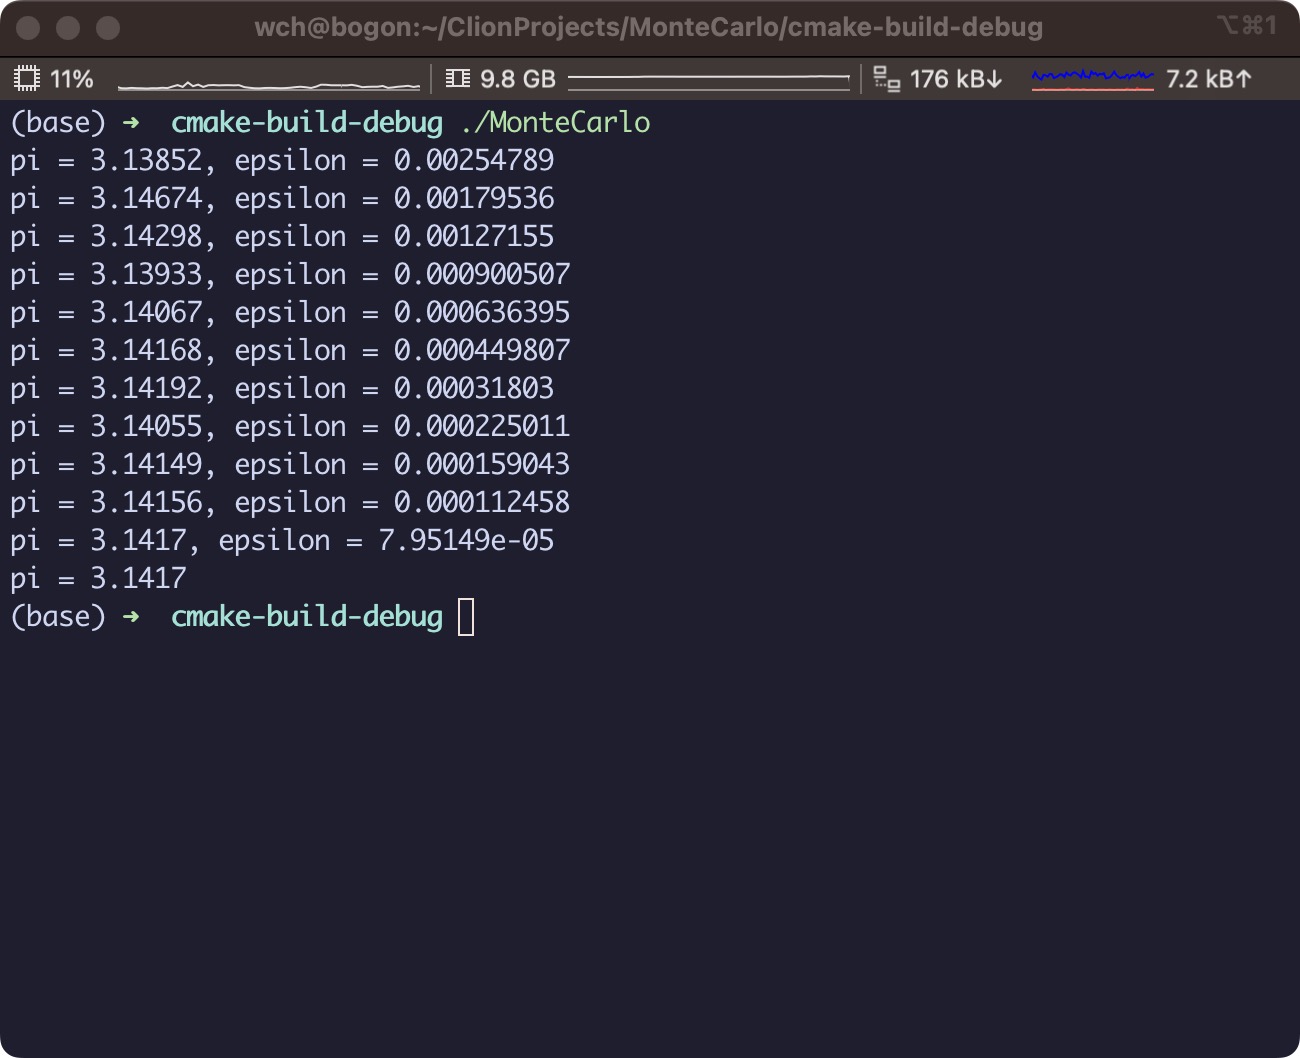 wch@bogon:~/ClionProjects/MonteCarlo/cmake-build-debug ⌥⌘1
11% 9.8 GB 176 kB↓ 7.2 kB↑
(base) ➜ cmake-build-debug ./MonteCarlo
pi = 3.13852, epsilon = 0.00254789
pi = 3.14674, epsilon = 0.00179536
pi = 3.14298, epsilon = 0.00127155
pi = 3.13933, epsilon = 0.000900507
pi = 3.14067, epsilon = 0.000636395
pi = 3.14168, epsilon = 0.000449807
pi = 3.14192, epsilon = 0.00031803
pi = 3.14055, epsilon = 0.000225011
pi = 3.14149, epsilon = 0.000159043
pi = 3.14156, epsilon = 0.000112458
pi = 3.1417, epsilon = 7.95149e-05
pi = 3.1417
(base) ➜ cmake-build-debug